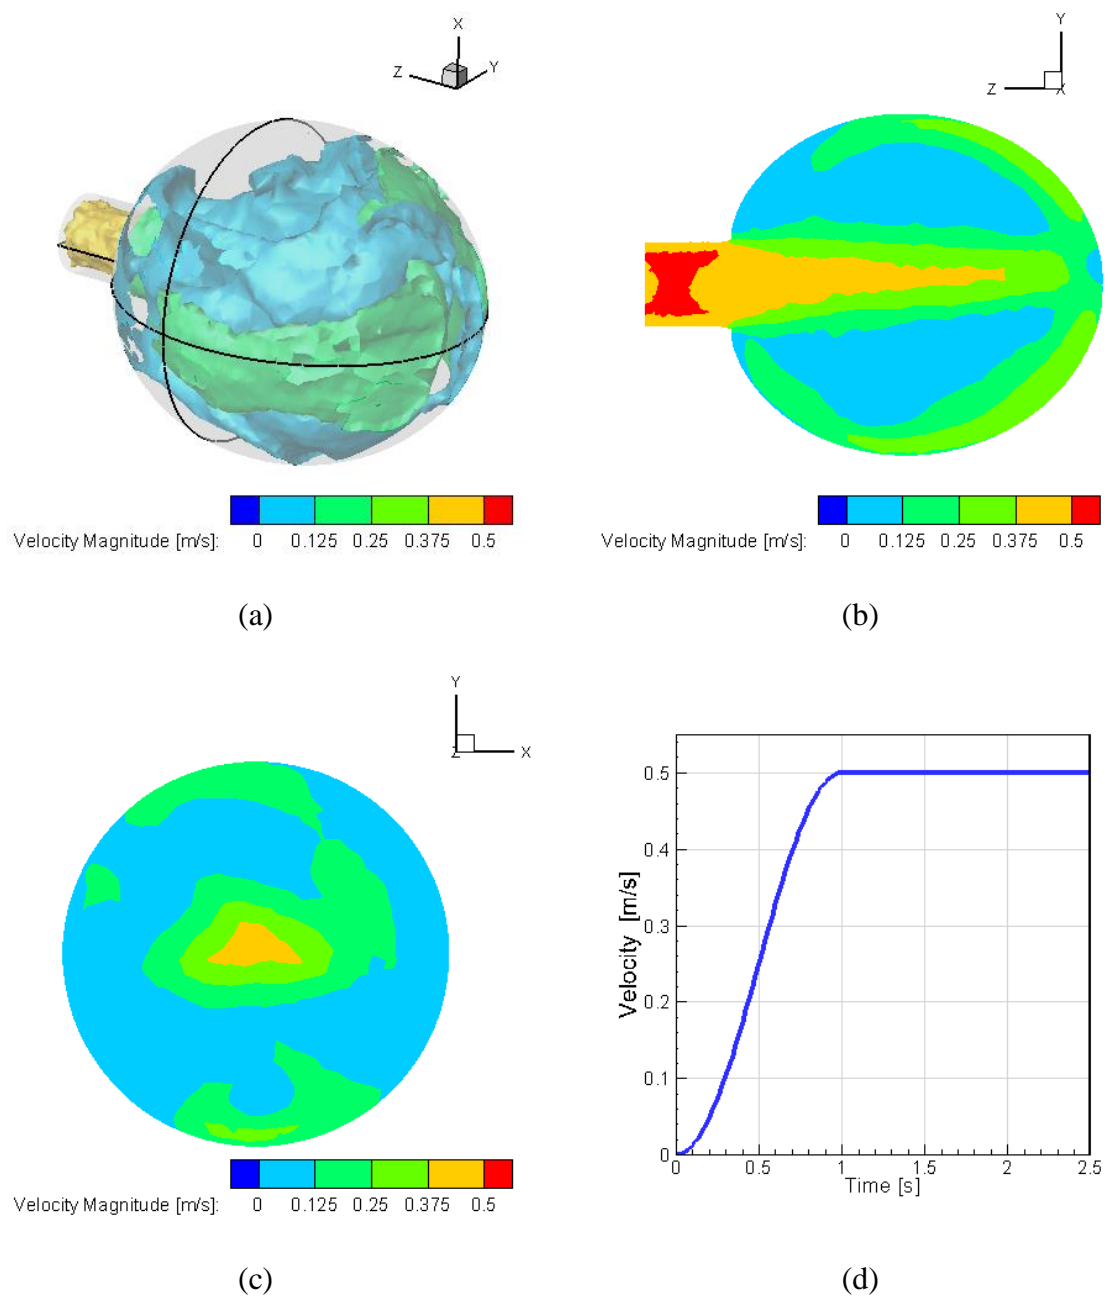 X
Z
Y
Velocity Magnitude [m/s]: 0 0.125 0.25 0.375 0.5
(a)
Y
Z
X
Velocity Magnitude [m/s]: 0 0.125 0.25 0.375 0.5
(b)
Y
Z
X
Velocity Magnitude [m/s]: 0 0.125 0.25 0.375 0.5
(c)
Velocity [m/s]
0.5
0.4
0.3
0.2
0.1
0
0 0.5 1 1.5 2 2.5
Time [s]
(d)